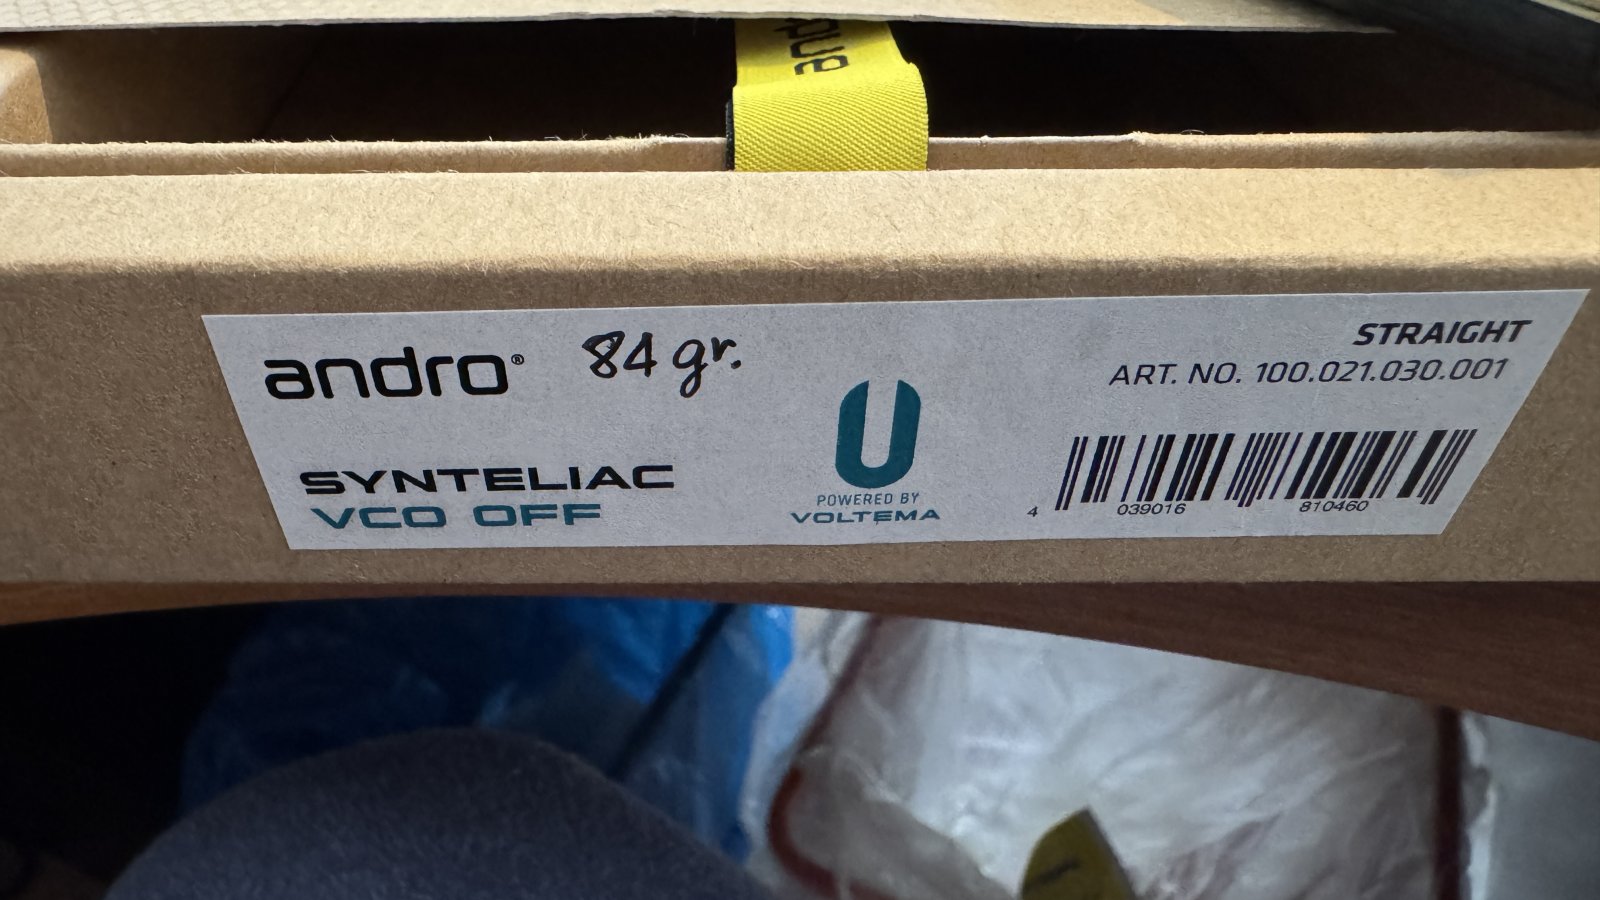 andro
andro® 84 gr.
STRAIGHT
ART. NO. 100.021.030.001
SYNTELIAC
VCO OFF
U
POWERED BY
VOLTEMA
4 039016 810460